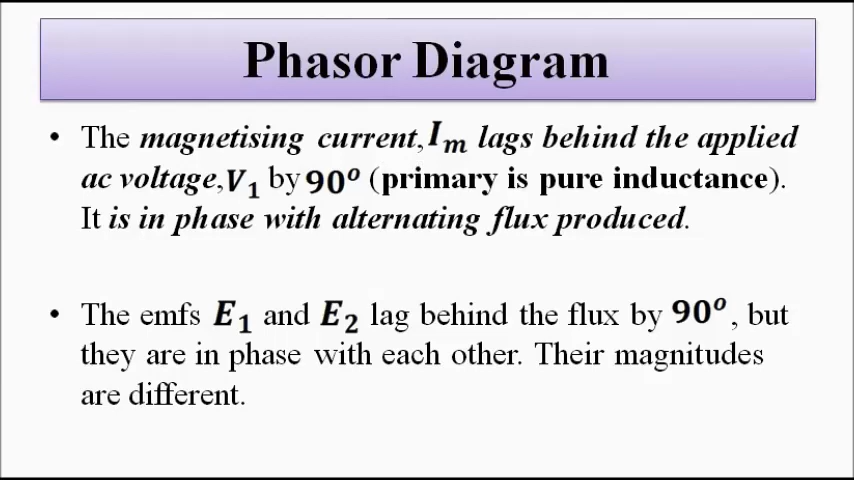 Phasor Diagram
• The magnetising current, Iₘ lags behind the applied
ac voltage, V₁ by 90° (primary is pure inductance).
It is in phase with alternating flux produced.
• The emfs E₁ and E₂ lag behind the flux by 90°, but
they are in phase with each other. Their magnitudes
are different.